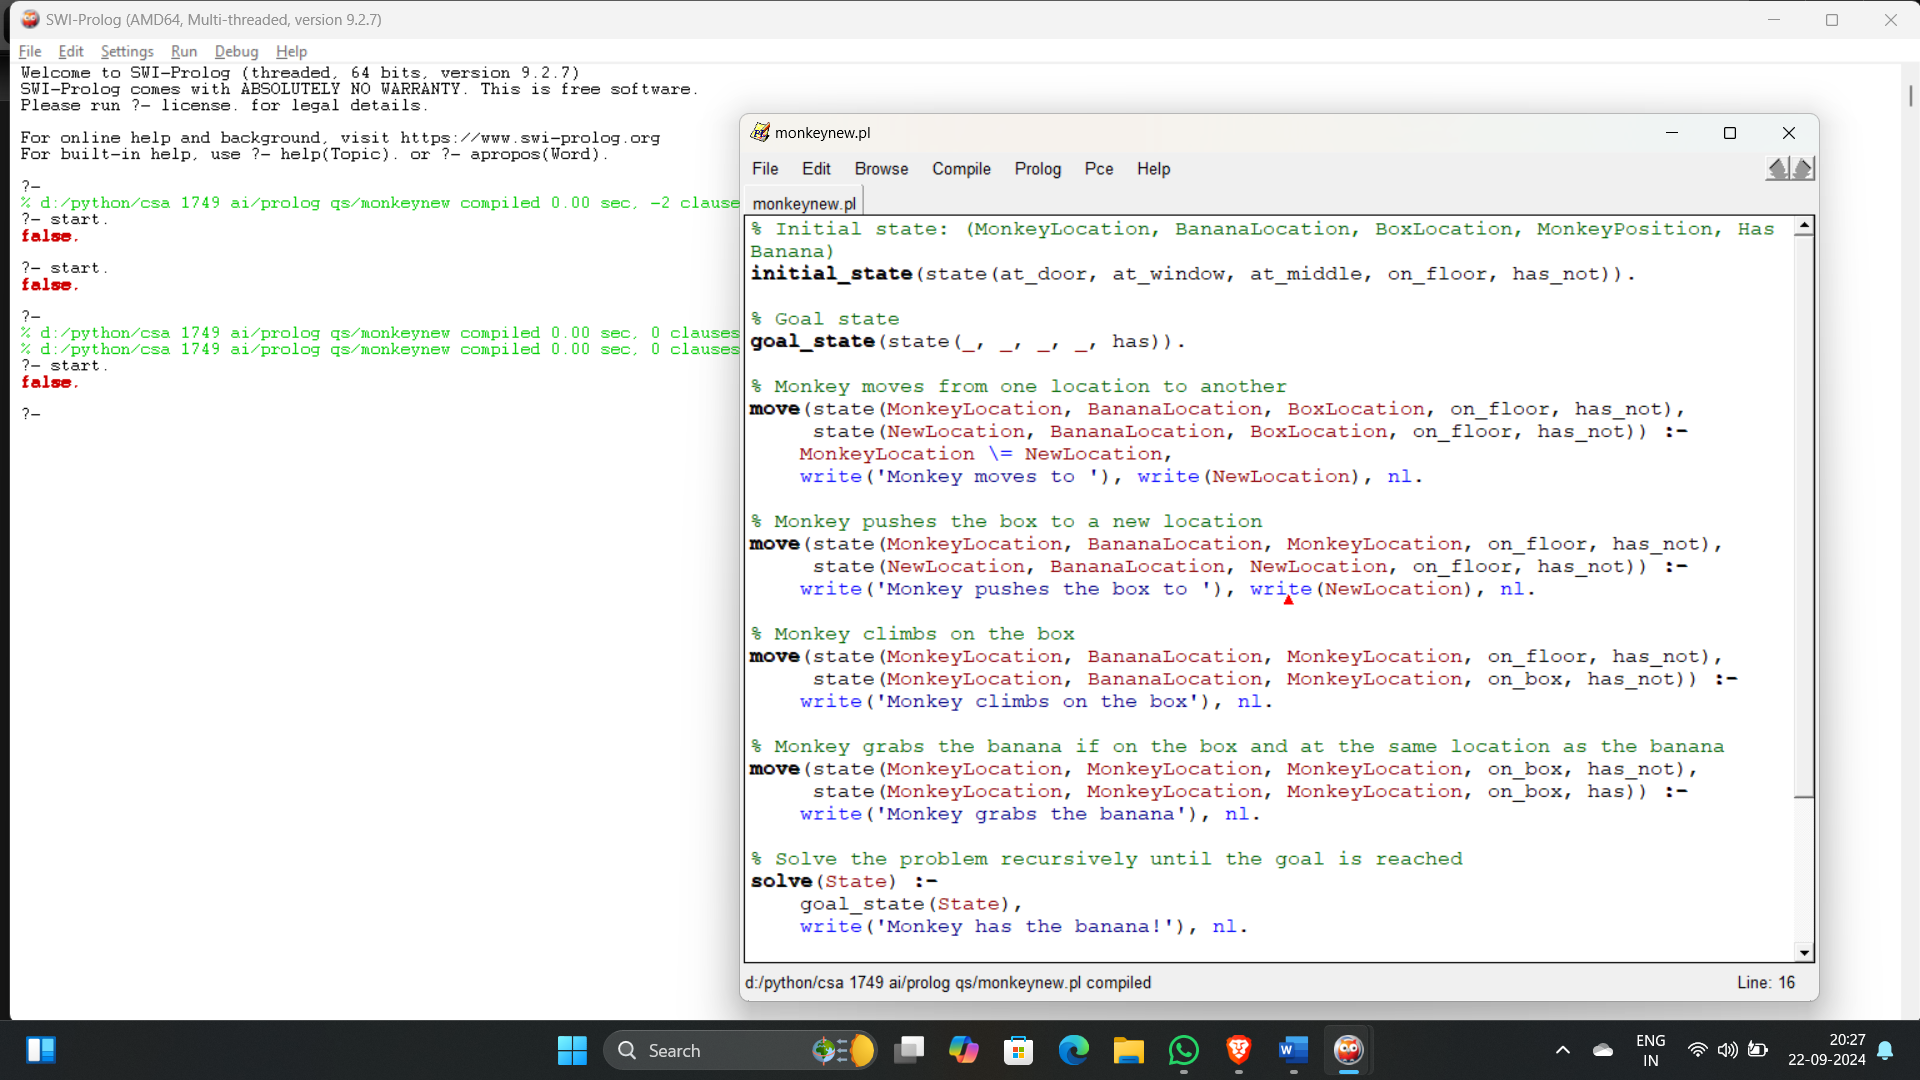 SWI-Prolog (AMD64, Multi-threaded, version 9.2.7)
File Edit Settings Run Debug Help
Welcome to SWI-Prolog (threaded, 64 bits, version 9.2.7)
SWI-Prolog comes with ABSOLUTELY NO WARRANTY. This is free software.
Please run ?- license. for legal details.
For online help and background, visit https://www.swi-prolog.org
For built-in help, use ?- help(Topic). or ?- apropos(Word).
?-
% d:/python/csa 1749 ai/prolog qs/monkeynew compiled 0.00 sec, -2 clause
?- start.
false.
?- start.
false.
?-
% d:/python/csa 1749 ai/prolog qs/monkeynew compiled 0.00 sec, 0 clauses
% d:/python/csa 1749 ai/prolog qs/monkeynew compiled 0.00 sec, 0 clauses
?- start.
false.
?-
monkeynew.pl
File Edit Browse Compile Prolog Pce Help
monkeynew.pl
% Initial state: (MonkeyLocation, BananaLocation, BoxLocation, MonkeyPosition, Has
Banana)
initial_state(state(at_door, at_window, at_middle, on_floor, has_not)).
% Goal state
goal_state(state(_, _, _, _, has)).
% Monkey moves from one location to another
move(state(MonkeyLocation, BananaLocation, BoxLocation, on_floor, has_not),
state(NewLocation, BananaLocation, BoxLocation, on_floor, has_not)) :-
MonkeyLocation \= NewLocation,
write('Monkey moves to '), write(NewLocation), nl.
% Monkey pushes the box to a new location
move(state(MonkeyLocation, BananaLocation, MonkeyLocation, on_floor, has_not),
state(NewLocation, BananaLocation, NewLocation, on_floor, has_not)) :-
write('Monkey pushes the box to '), write(NewLocation), nl.
% Monkey climbs on the box
move(state(MonkeyLocation, BananaLocation, MonkeyLocation, on_floor, has_not),
state(MonkeyLocation, BananaLocation, MonkeyLocation, on_box, has_not)) :-
write('Monkey climbs on the box'), nl.
% Monkey grabs the banana if on the box and at the same location as the banana
move(state(MonkeyLocation, MonkeyLocation, MonkeyLocation, on_box, has_not),
state(MonkeyLocation, MonkeyLocation, MonkeyLocation, on_box, has)) :-
write('Monkey grabs the banana'), nl.
% Solve the problem recursively until the goal is reached
solve(State) :-
goal_state(State),
write('Monkey has the banana!'), nl.
d:/python/csa 1749 ai/prolog qs/monkeynew.pl compiled
Line: 16
Search
ENG
IN
20:27
22-09-2024